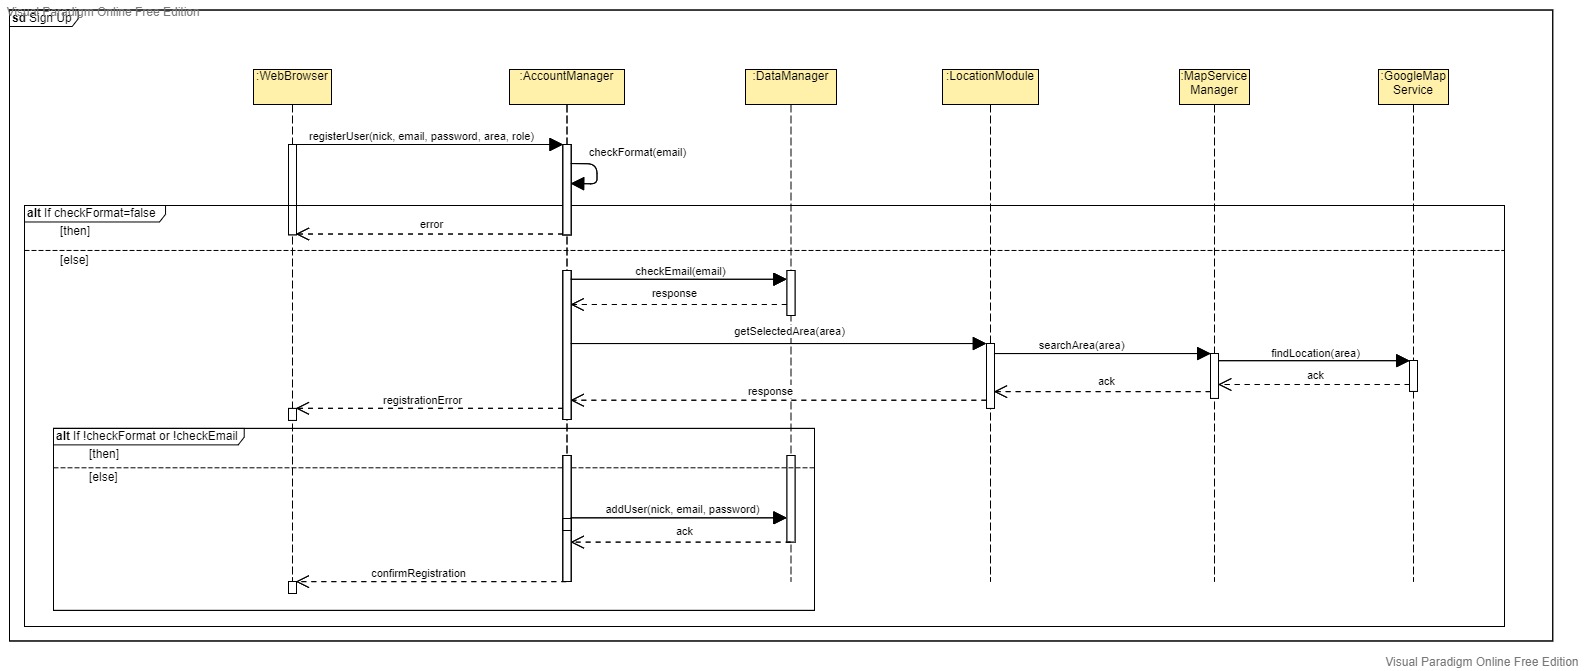 Visual Paradigm Online Free Edition
sd Sign Up
:WebBrowser
:AccountManager
:DataManager
:LocationModule
:MapService
Manager
:GoogleMap
Service
registerUser(nick, email, password, area, role)
checkFormat(email)
alt If checkFormat=false
[then]
error
[else]
checkEmail(email)
response
getSelectedArea(area)
searchArea(area)
findLocation(area)
ack
ack
response
registrationError
alt If !checkFormat or !checkEmail
[then]
[else]
addUser(nick, email, password)
ack
confirmRegistration
Visual Paradigm Online Free Edition